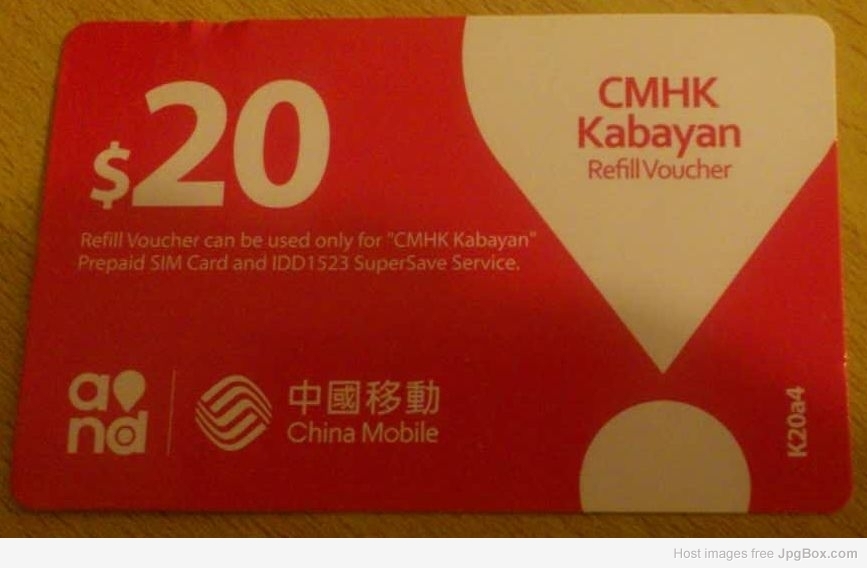 $20
CMHK
Kabayan
Refill Voucher
Refill Voucher can be used only for "CMHK Kabayan"
Prepaid SIM Card and IDD1523 SuperSave Service.
and
中國移動
China Mobile
K20a4
Host images free JpgBox.com